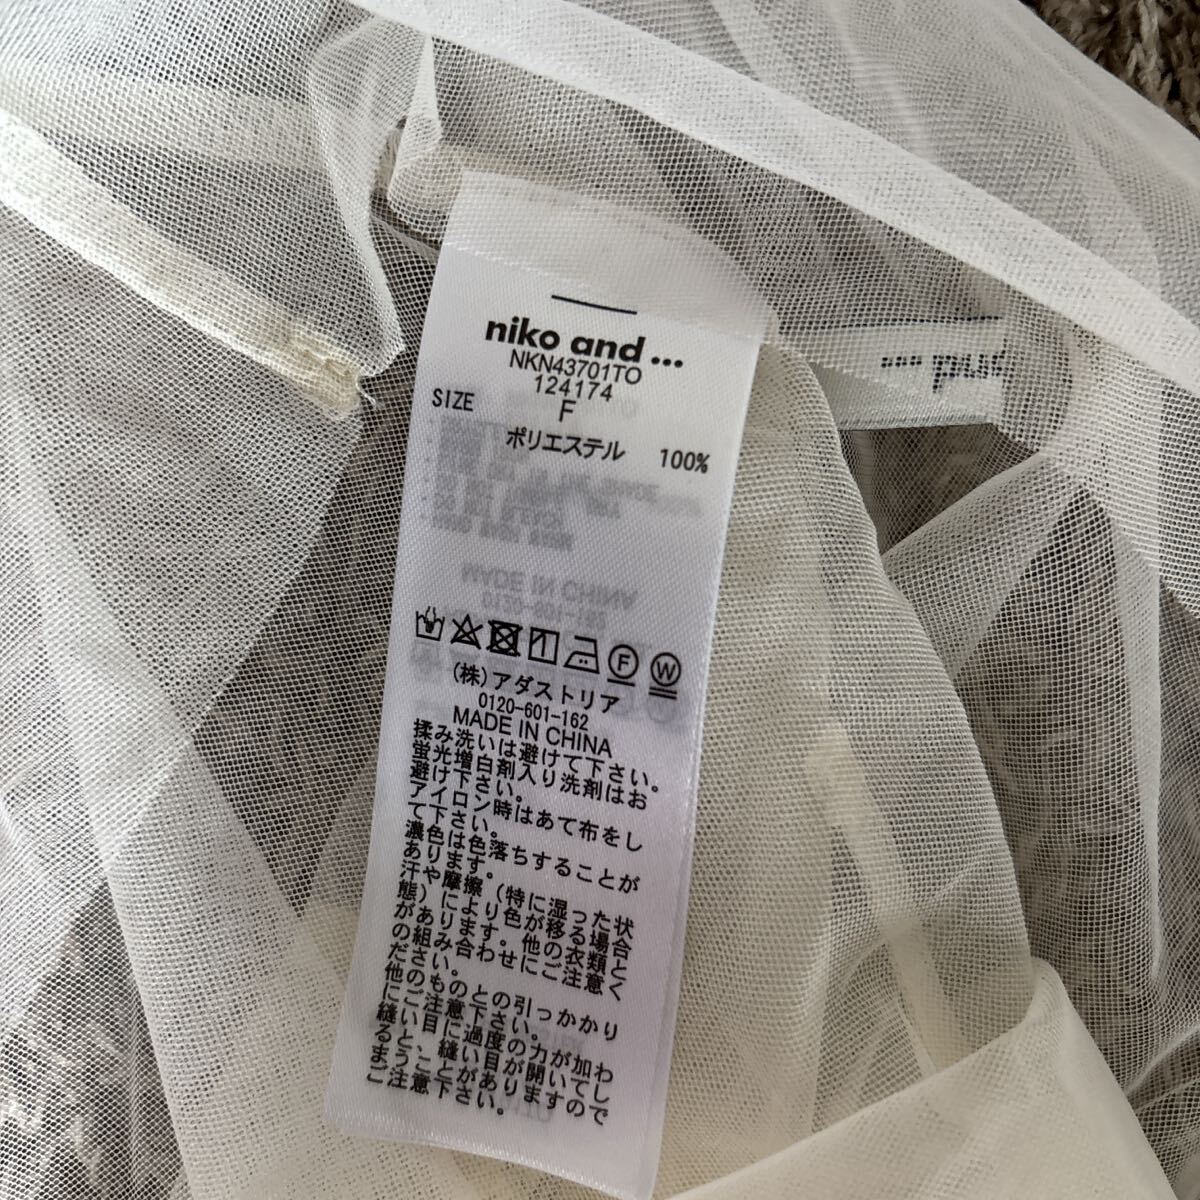 niko and ...
NKN43701TO
124174
SIZE F
ポリエステル 100%
F W
(株)アダストリア
0120-601-162
MADE IN CHINA
揉み洗いは避けて下さい。
蛍光増白剤入り洗剤はお
避け下さい。
アイロン時はあて布をし
て下さい。
濃色は色落ちすることが
あります。
汗や摩擦(特に湿った状
態)により色が移る場合
があります。他の衣類と
の組み合わせにご注意く
ださい。
他のものとの引っかかり
にご注意下さい。
縫い目に過度の力が加わ
ると、縫い目が開いてし
まうことがありますので
ご注意下さい。
MADE IN CHINA
0120-601-162
and ...